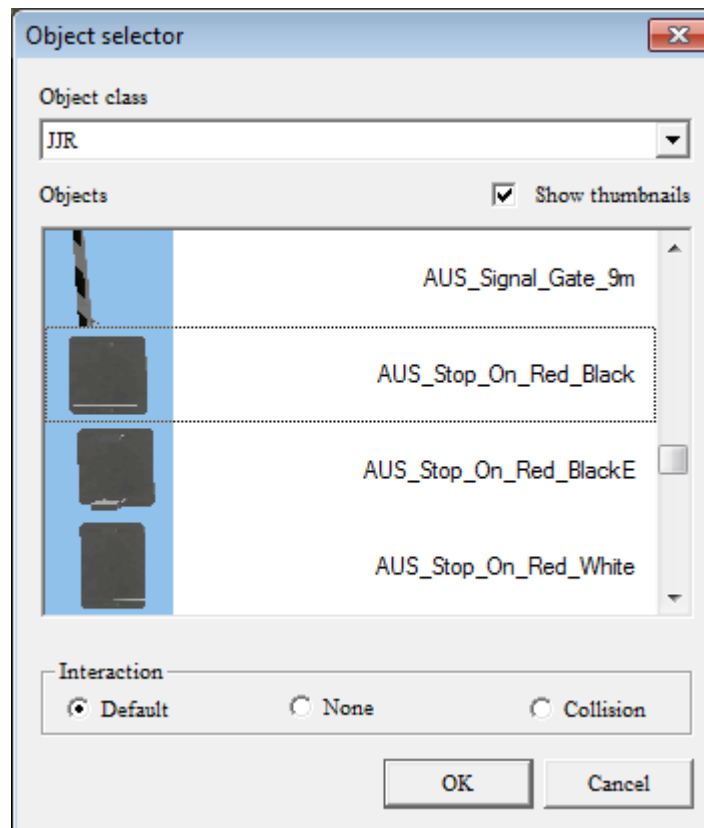 Object selector
Object class
JJR
Objects
Show thumbnails
AUS_Signal_Gate_9m
AUS_Stop_On_Red_Black
AUS_Stop_On_Red_BlackE
AUS_Stop_On_Red_White
Interaction
Default
None
Collision
OK
Cancel